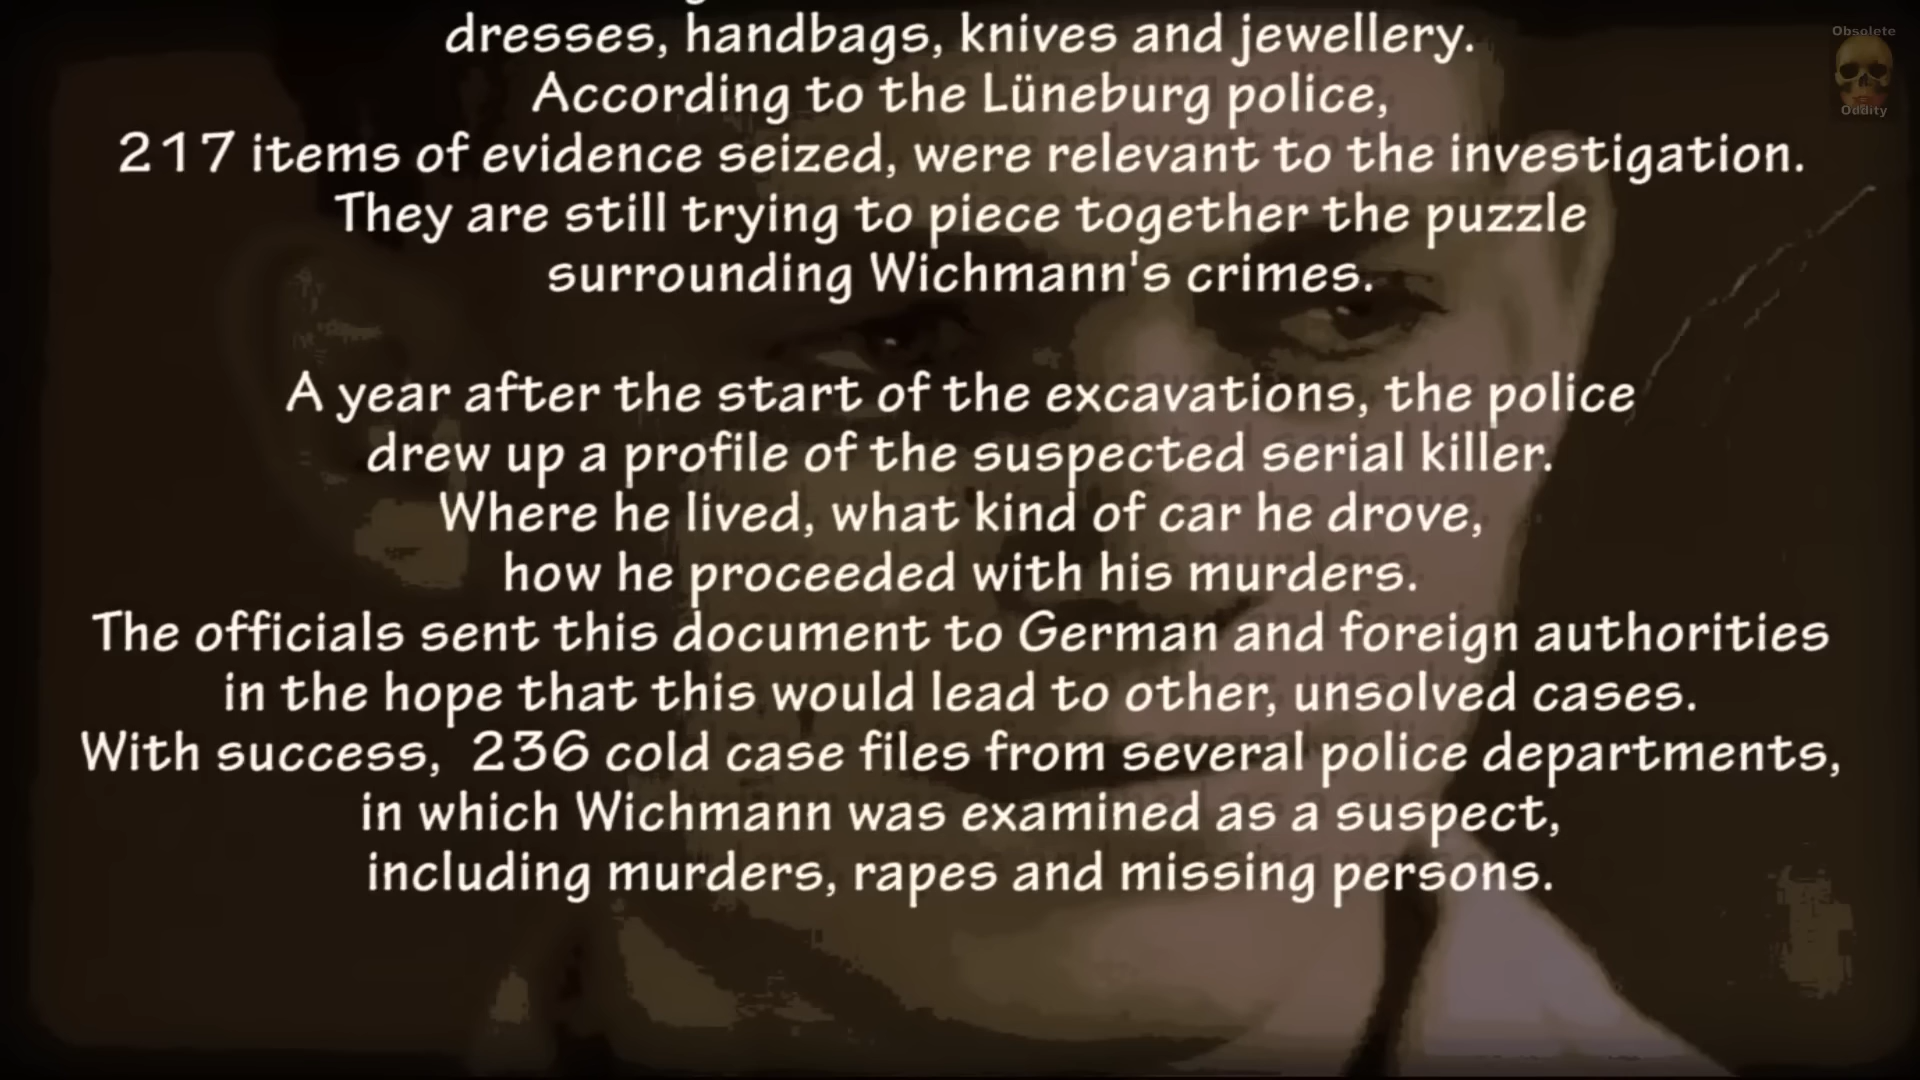 dresses, handbags, knives and jewellery.
According to the Lüneburg police,
217 items of evidence seized, were relevant to the investigation.
They are still trying to piece together the puzzle
surrounding Wichmann's crimes.
A year after the start of the excavations, the police
drew up a profile of the suspected serial killer.
Where he lived, what kind of car he drove,
how he proceeded with his murders.
The officials sent this document to German and foreign authorities
in the hope that this would lead to other, unsolved cases.
With success, 236 cold case files from several police departments,
in which Wichmann was examined as a suspect,
including murders, rapes and missing persons.
Obsolete
Oddity